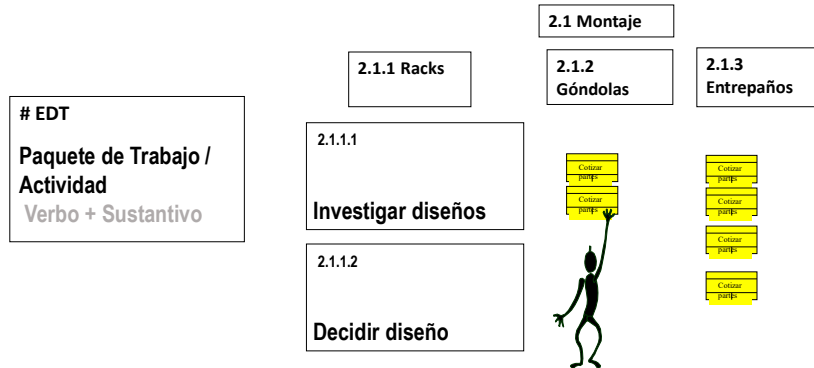 2.1 Montaje
2.1.1 Racks
2.1.2
Góndolas
2.1.3
Entrepaños
# EDT
Paquete de Trabajo /
Actividad
Verbo + Sustantivo
2.1.1.1
Investigar diseños
2.1.1.2
Decidir diseño
Cotizar
partes
Cotizar
partes
Cotizar
partes
Cotizar
partes
Cotizar
partes
Cotizar
partes